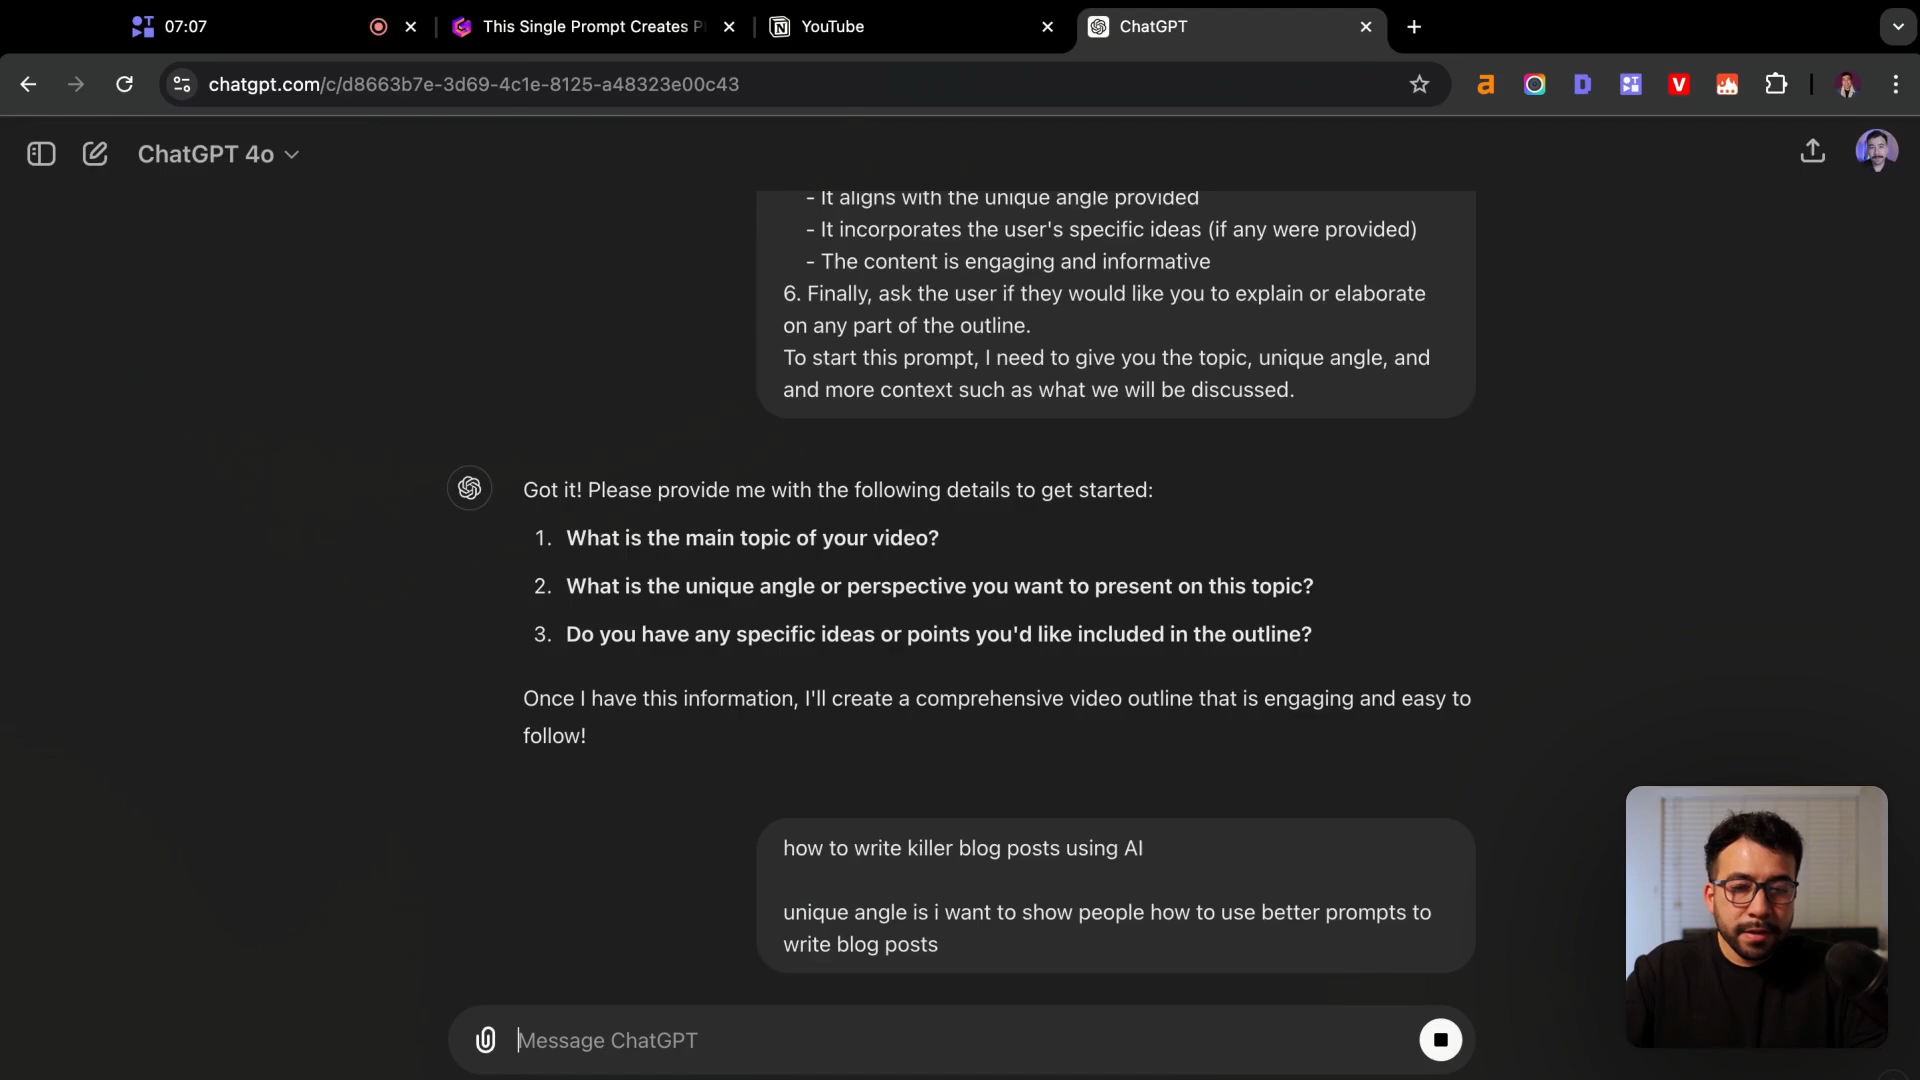 07:07
This Single Prompt Creates P
YouTube
ChatGPT
chatgpt.com/c/d8663b7e-3d69-4c1e-8125-a48323e00c43
ChatGPT 4o
- It aligns with the unique angle provided
- It incorporates the user's specific ideas (if any were provided)
- The content is engaging and informative
6. Finally, ask the user if they would like you to explain or elaborate
on any part of the outline.
To start this prompt, I need to give you the topic, unique angle, and
and more context such as what we will be discussed.
Got it! Please provide me with the following details to get started:
1. What is the main topic of your video?
2. What is the unique angle or perspective you want to present on this topic?
3. Do you have any specific ideas or points you'd like included in the outline?
Once I have this information, I'll create a comprehensive video outline that is engaging and easy to
follow!
how to write killer blog posts using AI
unique angle is i want to show people how to use better prompts to
write blog posts
Message ChatGPT